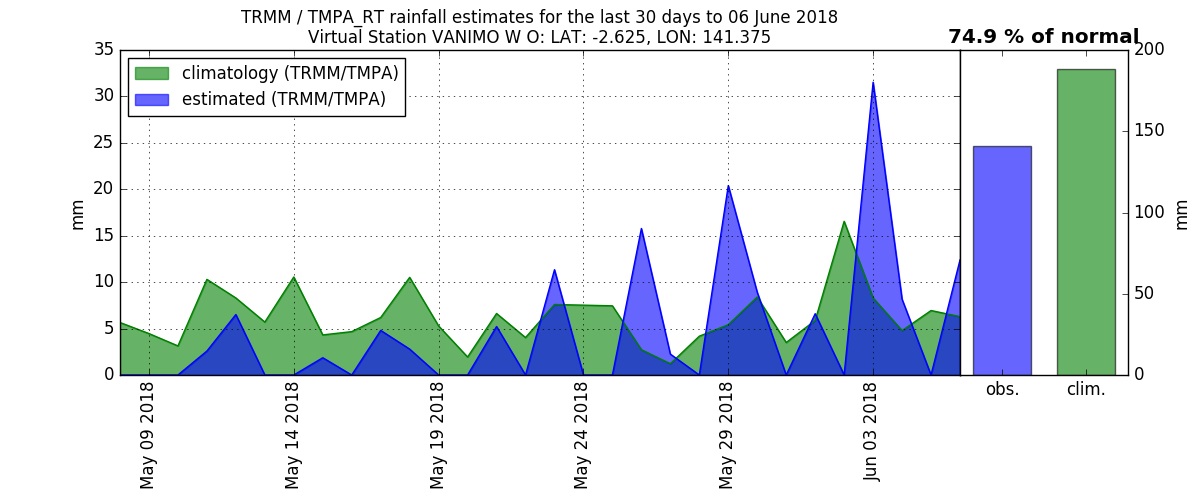 TRMM / TMPA_RT rainfall estimates for the last 30 days to 06 June 2018
Virtual Station VANIMO W O: LAT: -2.625, LON: 141.375
74.9 % of normal
climatology (TRMM/TMPA)
estimated (TRMM/TMPA)
35
30
25
20
15
10
5
0
mm
May 09 2018
May 14 2018
May 19 2018
May 24 2018
May 29 2018
Jun 03 2018
obs.
clim.
200
150
100
50
0
mm